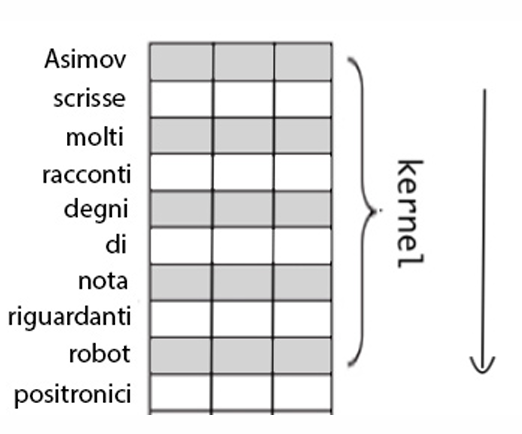 Asimov
scrisse
molti
racconti
degni
di
nota
riguardanti
robot
positronici
kernel